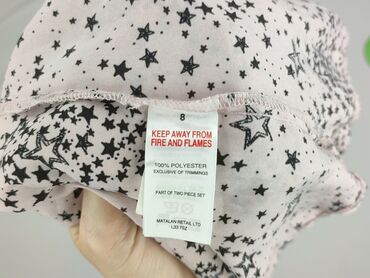 8
KEEP AWAY FROM
FIRE AND FLAMES
100% POLYESTER
EXCLUSIVE OF TRIMMINGS
PART OF TWO PIECE SET
MATALAN RETAIL LTD
L33 7SZ